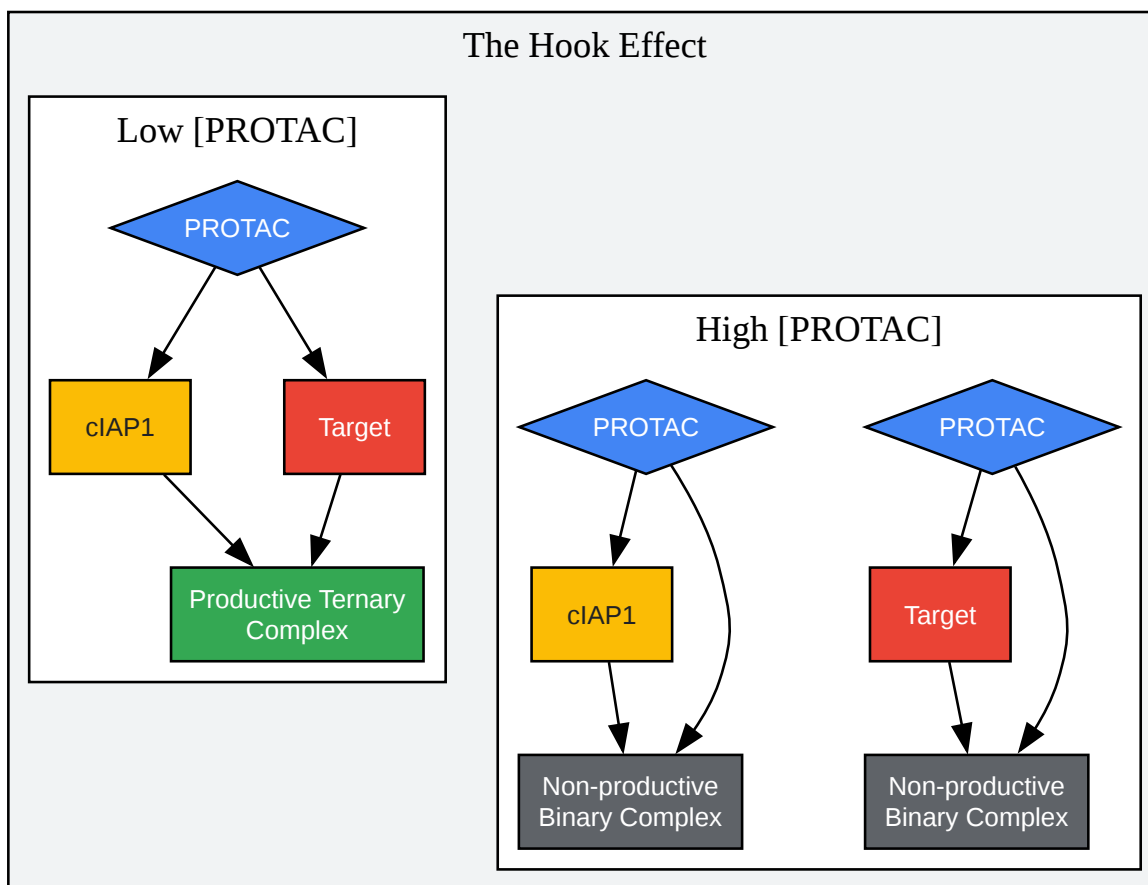 The Hook Effect
Low [PROTAC]
PROTAC
cIAP1
Target
Productive Ternary
Complex
High [PROTAC]
PROTAC
PROTAC
cIAP1
Target
Non-productive
Binary Complex
Non-productive
Binary Complex